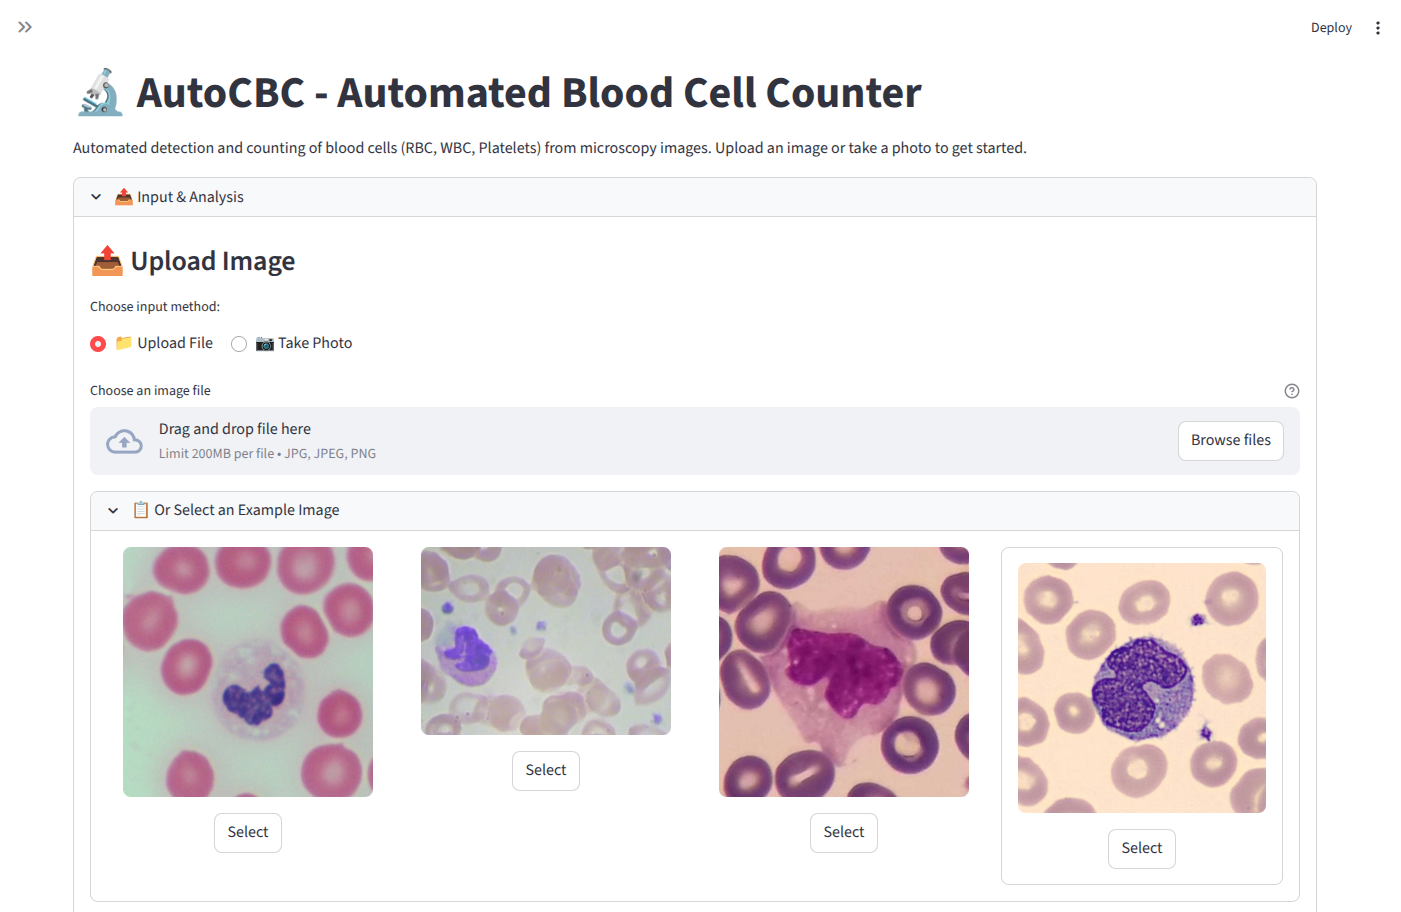 Deploy
AutoCBC - Automated Blood Cell Counter
Automated detection and counting of blood cells (RBC, WBC, Platelets) from microscopy images. Upload an image or take a photo to get started.
Input & Analysis
Upload Image
Choose input method:
Upload File Take Photo
Choose an image file
Drag and drop file here
Limit 200MB per file • JPG, JPEG, PNG
Browse files
Or Select an Example Image
Select
Select
Select
Select